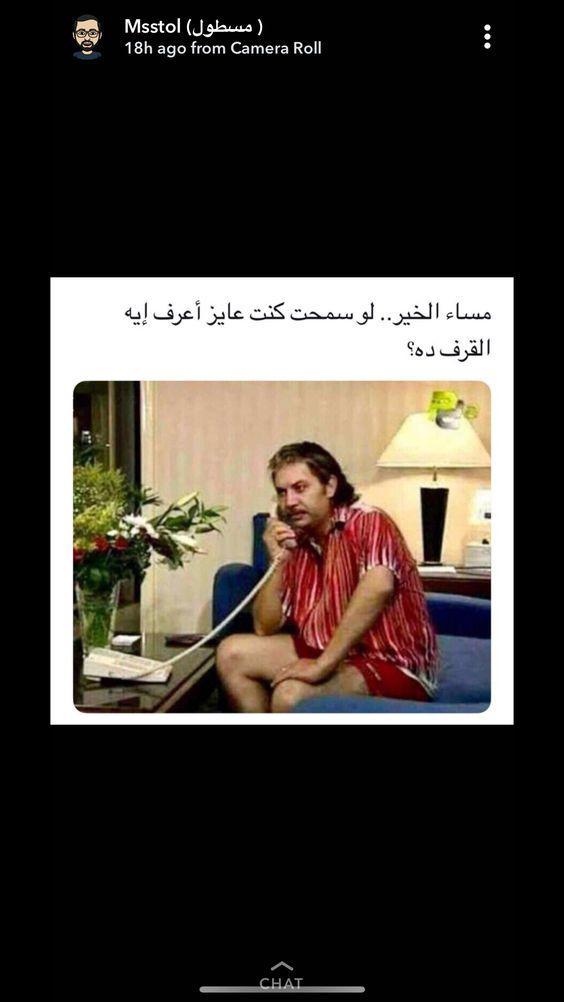 Msstol (مسطول )
18h ago from Camera Roll
مساء الخير.. لو سمحت كنت عايز أعرف إيه
القرف ده؟
CHAT